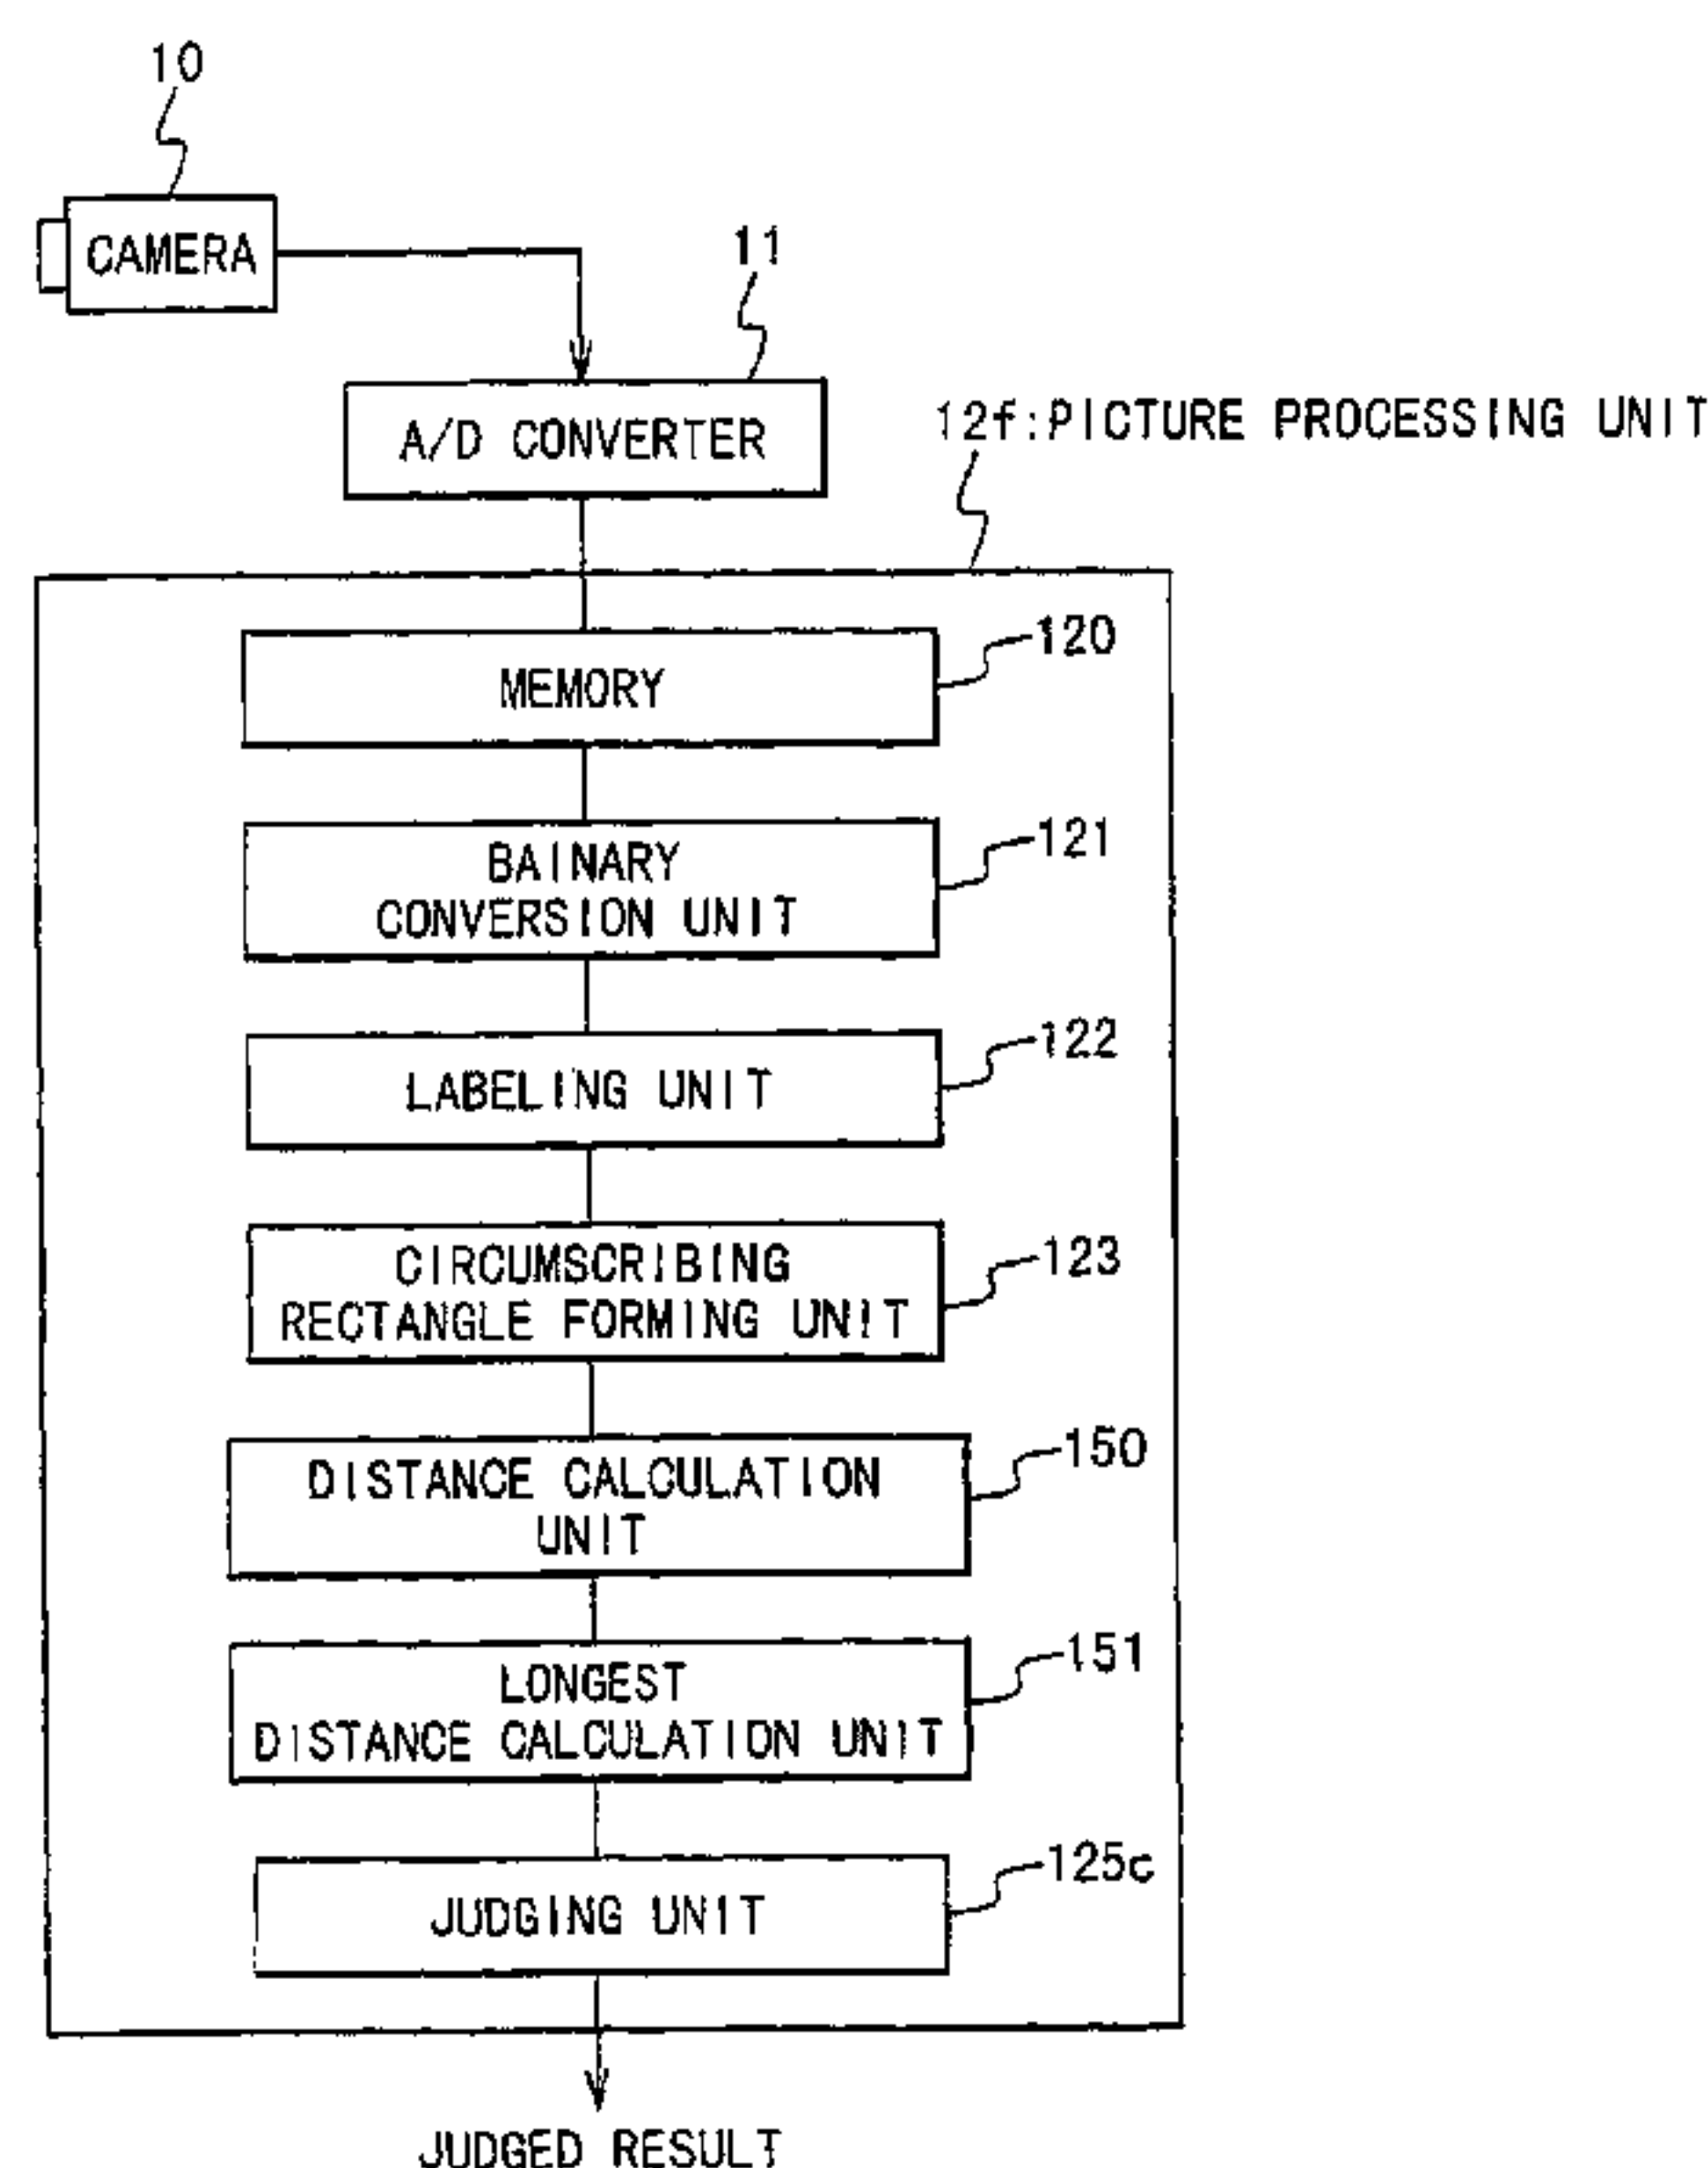 10
CAMERA
11
A/D CONVERTER
12f:PICTURE PROCESSING UNIT
120
MEMORY
121
BAINARY
CONVERSION UNIT
122
LABELING UNIT
123
CIRCUMSCRIBING
RECTANGLE FORMING UNIT
150
DISTANCE CALCULATION
UNIT
151
LONGEST
DISTANCE CALCULATION UNIT
125c
JUDGING UNIT
JUDGED RESULT